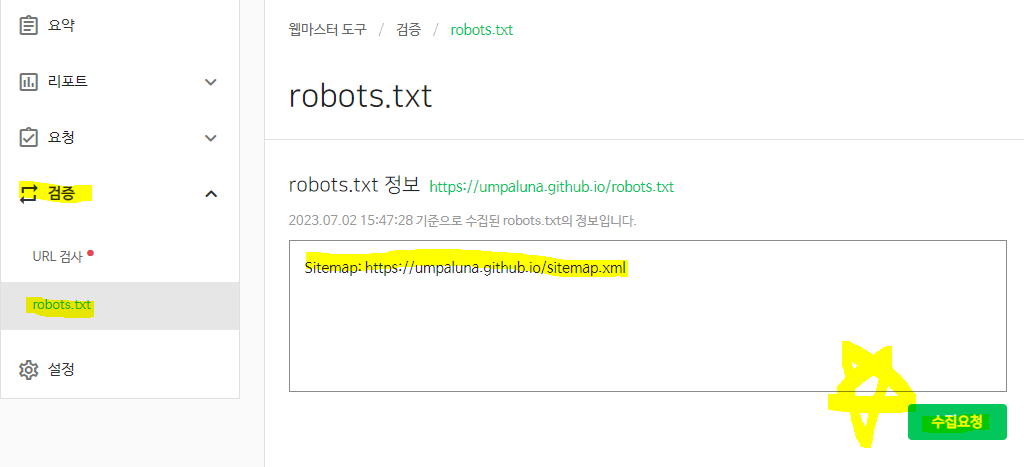 요약
리포트
요청
검증
URL 검사
robots.txt
설정
웹마스터 도구 / 검증 / robots.txt
robots.txt
robots.txt 정보 https://umpaluna.github.io/robots.txt
2023.07.02 15:47:28 기준으로 수집된 robots.txt의 정보입니다.
Sitemap: https://umpaluna.github.io/sitemap.xml
수집요청